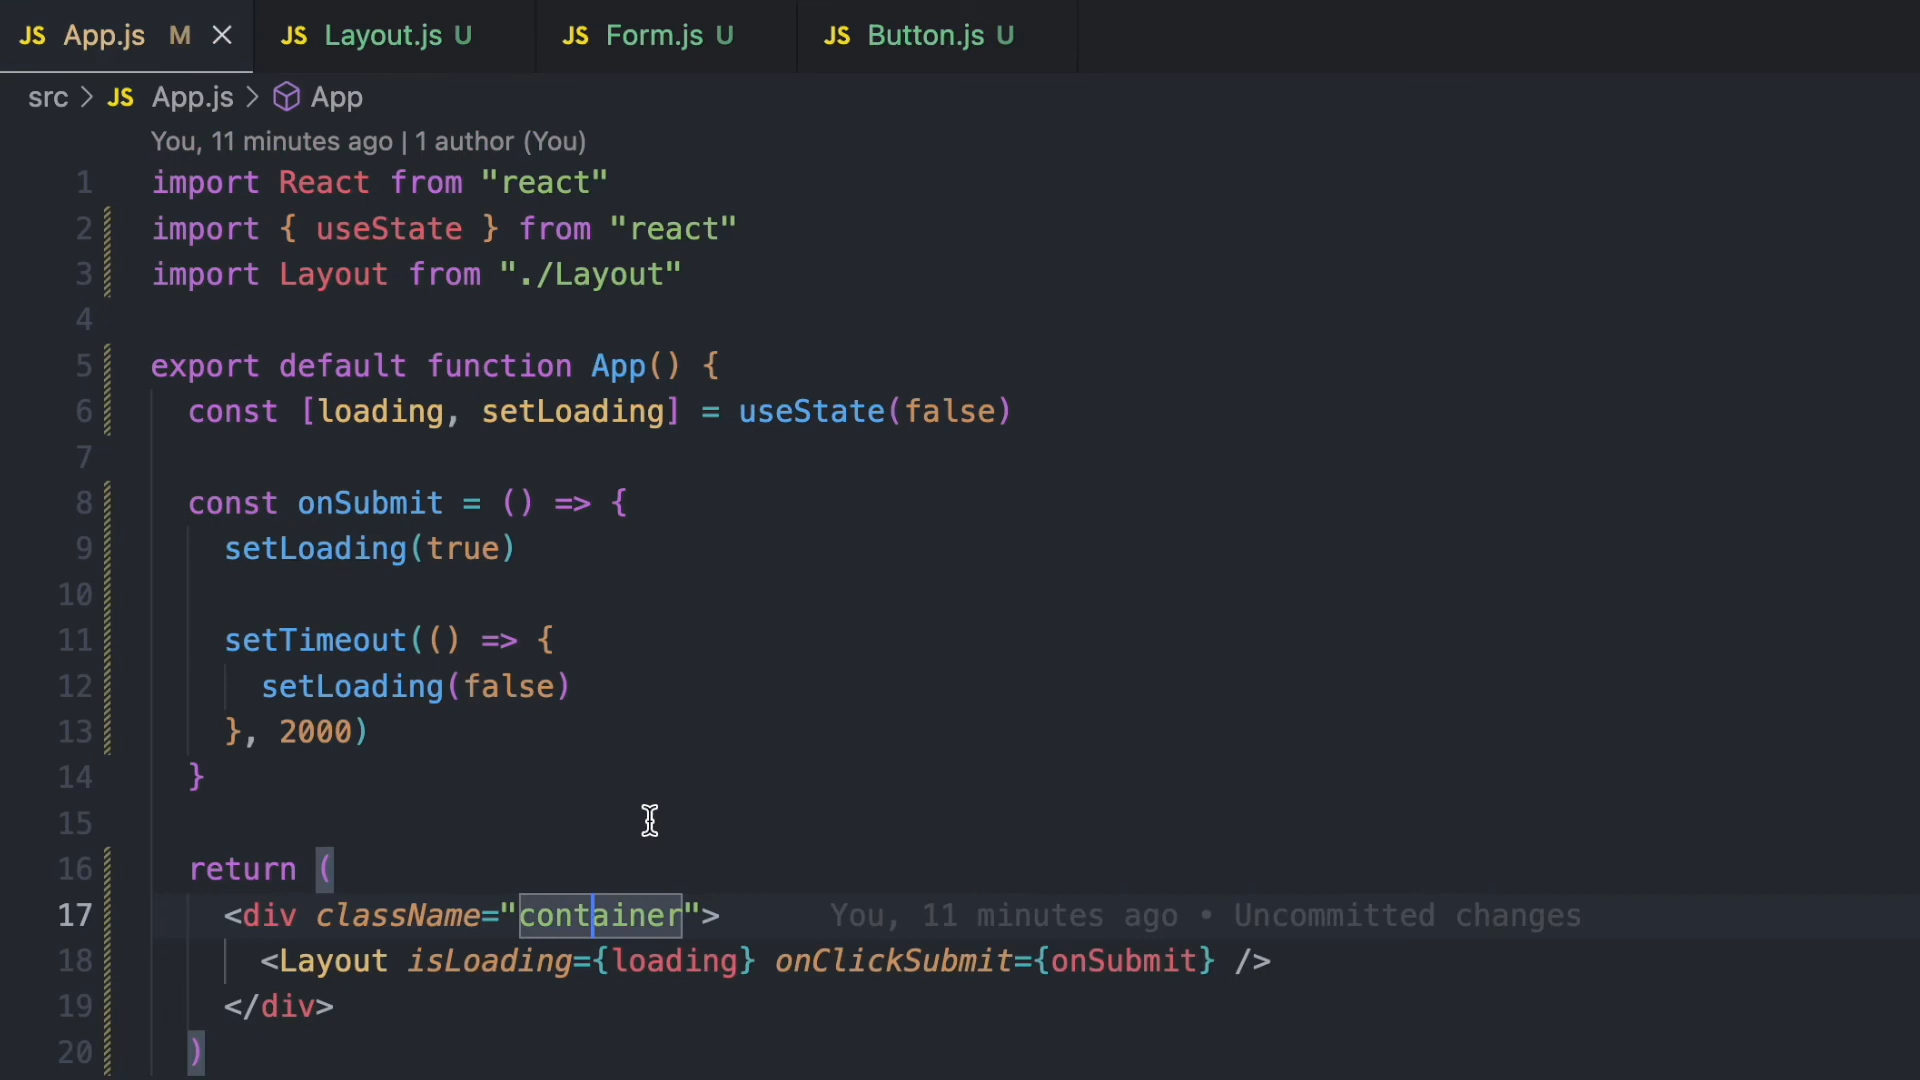 JS App.js M JS Layout.js U JS Form.js U JS Button.js U
src > JS App.js > App
You, 11 minutes ago | 1 author (You)
1 import React from "react"
2 import { useState } from "react"
3 import Layout from "./Layout"
4
5 export default function App() {
6 const [loading, setLoading] = useState(false)
7
8 const onSubmit = () => {
9 setLoading(true)
10
11 setTimeout(() => {
12 setLoading(false)
13 }, 2000)
14 }
15
16 return (
17 <div className="container"> You, 11 minutes ago • Uncommitted changes
18 <Layout isLoading={loading} onClickSubmit={onSubmit} />
19 </div>
20 )